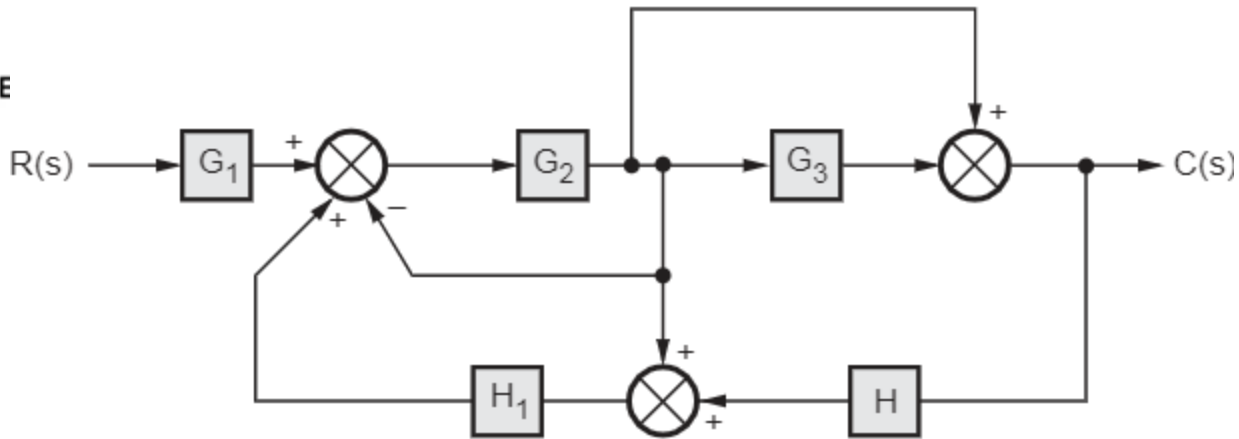 E
+
R(s) G1 + G2 G3 C(s)
+ −
+
H1 + H